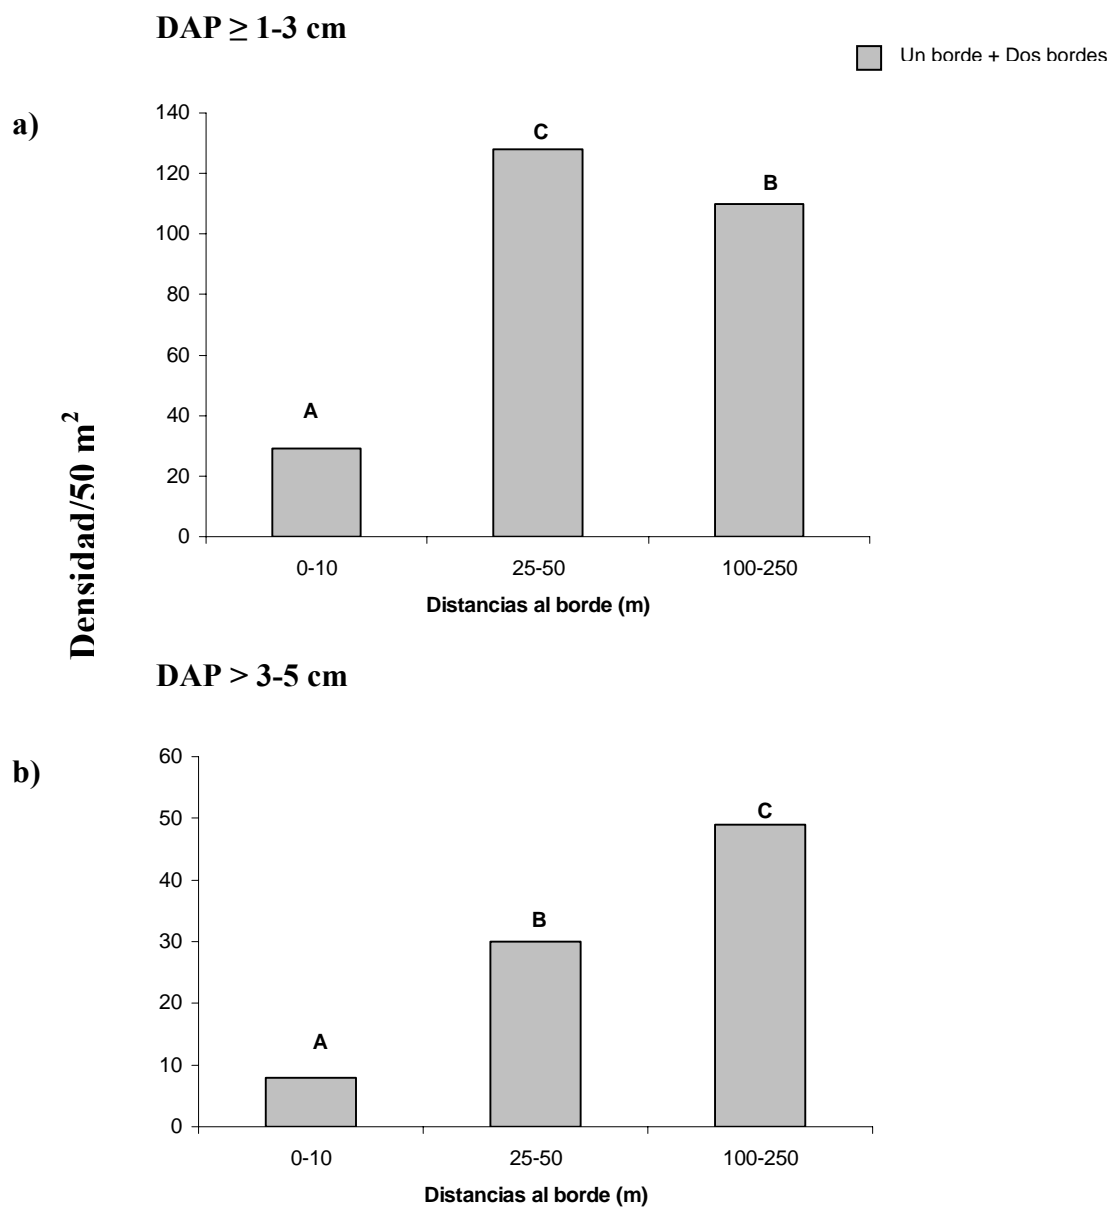 DAP ≥ 1-3 cm
Un borde + Dos bordes
a)
Densidad/50 m²
140
120
100
80
60
40
20
0
A
C
B
0-10
25-50
100-250
Distancias al borde (m)
DAP > 3-5 cm
b)
60
50
40
30
20
10
0
A
B
C
0-10
25-50
100-250
Distancias al borde (m)